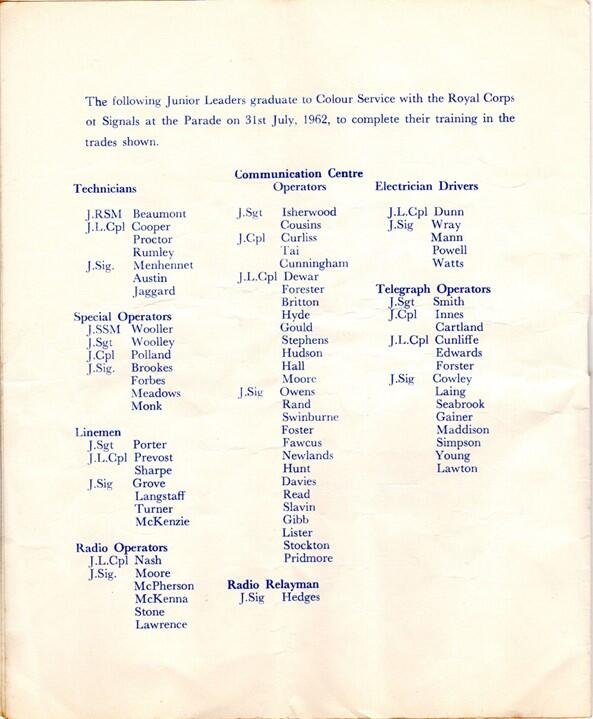 The following Junior Leaders graduate to Colour Service with the Royal Corps
of Signals at the Parade on 31st July, 1962, to complete their training in the
trades shown.
Technicians
J.RSM Beaumont
J.L.Cpl Cooper
Proctor
Rumley
J.Sig. Menhennet
Austin
Jaggard
Special Operators
J.SSM Wooller
J.Sgt Woolley
J.Cpl Polland
J.Sig. Brookes
Forbes
Meadows
Monk
Linemen
J.Sgt Porter
J.L.Cpl Prevost
Sharpe
J.Sig Grove
Langstaff
Turner
McKenzie
Radio Operators
J.L.Cpl Nash
J.Sig. Moore
McPherson
McKenna
Stone
Lawrence
Communication Centre
Operators
J.Sgt Isherwood
Cousins
J.Cpl Curliss
Tai
Cunningham
J.L.Cpl Dewar
Forester
Britton
Hyde
Gould
Stephens
Hudson
Hall
Moore
J.Sig Owens
Rand
Swinburne
Foster
Fawcus
Newlands
Hunt
Davies
Read
Slavin
Gibb
Lister
Stockton
Pridmore
Radio Relayman
J.Sig Hedges
Electrician Drivers
J.L.Cpl Dunn
J.Sig Wray
Mann
Powell
Watts
Telegraph Operators
J.Sgt Smith
J.Cpl Innes
Cartland
J.L.Cpl Cunliffe
Edwards
Forster
J.Sig Cowley
Laing
Seabrook
Gainer
Maddison
Simpson
Young
Lawton